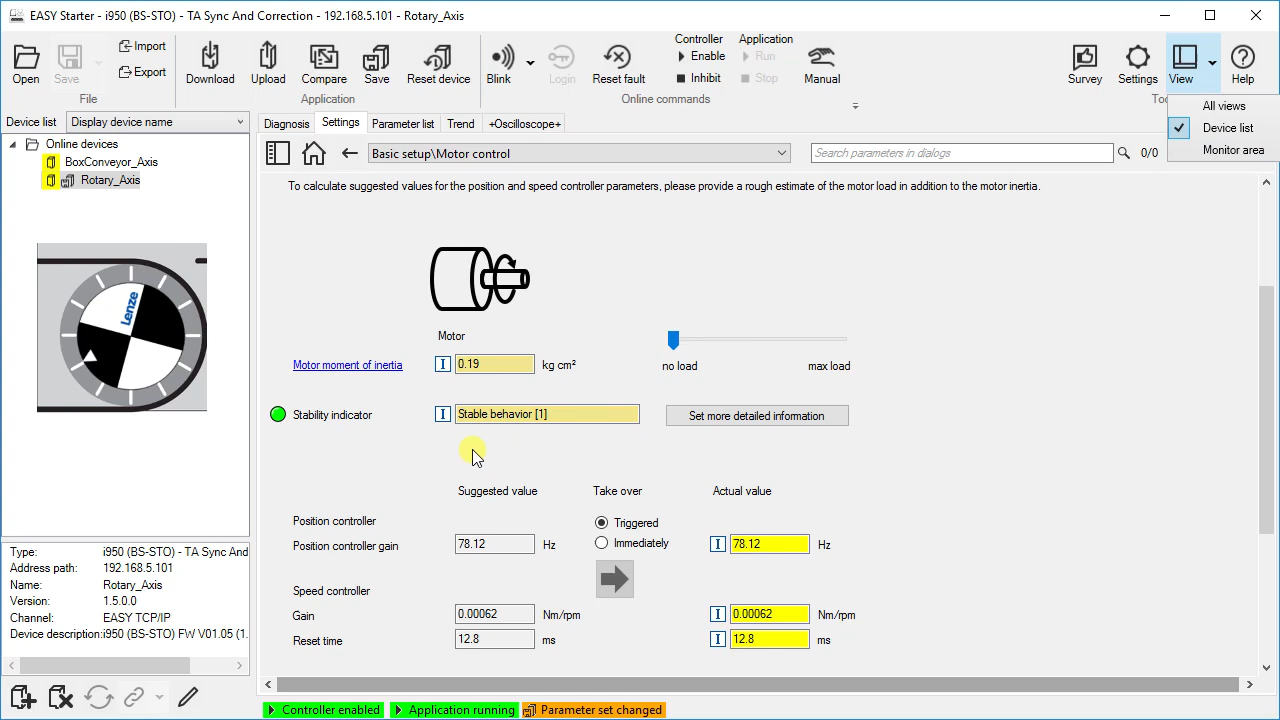 EASY Starter - i950 (BS-STO) - TA Sync And Correction - 192.168.5.101 - Rotary_Axis
Open
Save
Import
Export
File
Download
Upload
Compare
Save
Reset device
Application
Blink
Login
Reset fault
Controller
Enable
Inhibit
Application
Run
Stop
Manual
Online commands
Survey
Settings
View
Help
All views
Device list
Monitor area
Device list
Display device name
Online devices
BoxConveyor_Axis
Rotary_Axis
Lenze
Type: i950 (BS-STO) - TA Sync And
Address path: 192.168.5.101
Name: Rotary_Axis
Version: 1.5.0.0
Channel: EASY TCP/IP
Device description: i950 (BS-STO) FW V01.05 (1.
Diagnosis
Settings
Parameter list
Trend
+Oscilloscope+
Basic setup\Motor control
Search parameters in dialogs
0/0
To calculate suggested values for the position and speed controller parameters, please provide a rough estimate of the motor load in addition to the motor inertia.
Motor
Motor moment of inertia I 0.19 kg cm²
no load max load
Stability indicator I Stable behavior [1]
Set more detailed information
Suggested value Take over Actual value
Position controller
Triggered
Position controller gain 78.12 Hz
Immediately
I 78.12 Hz
Speed controller
Gain 0.00062 Nm/rpm I 0.00062 Nm/rpm
Reset time 12.8 ms I 12.8 ms
Controller enabled
Application running
Parameter set changed